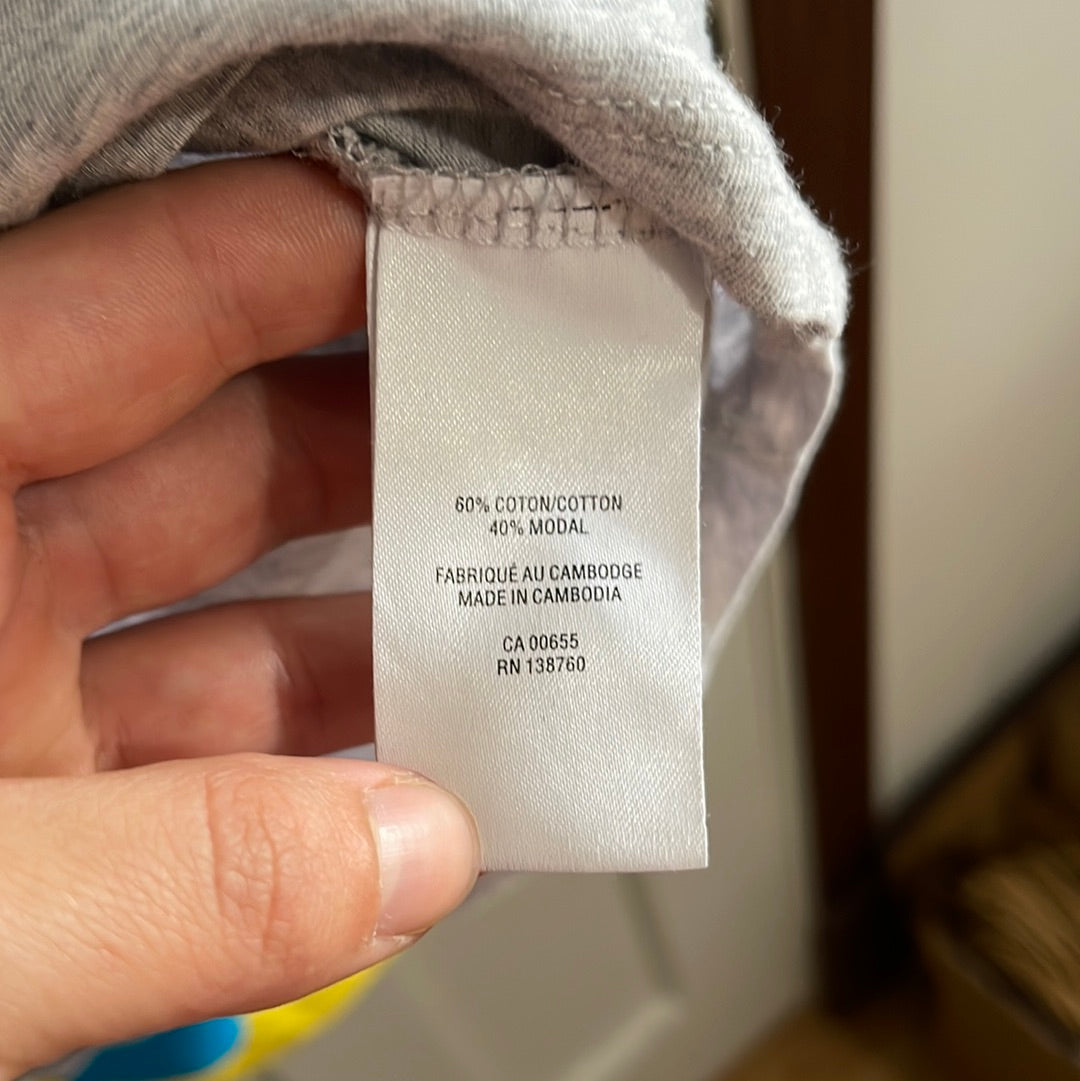 60% COTON/COTTON
40% MODAL
FABRIQUÉ AU CAMBODGE
MADE IN CAMBODIA
CA 00655
RN 138760